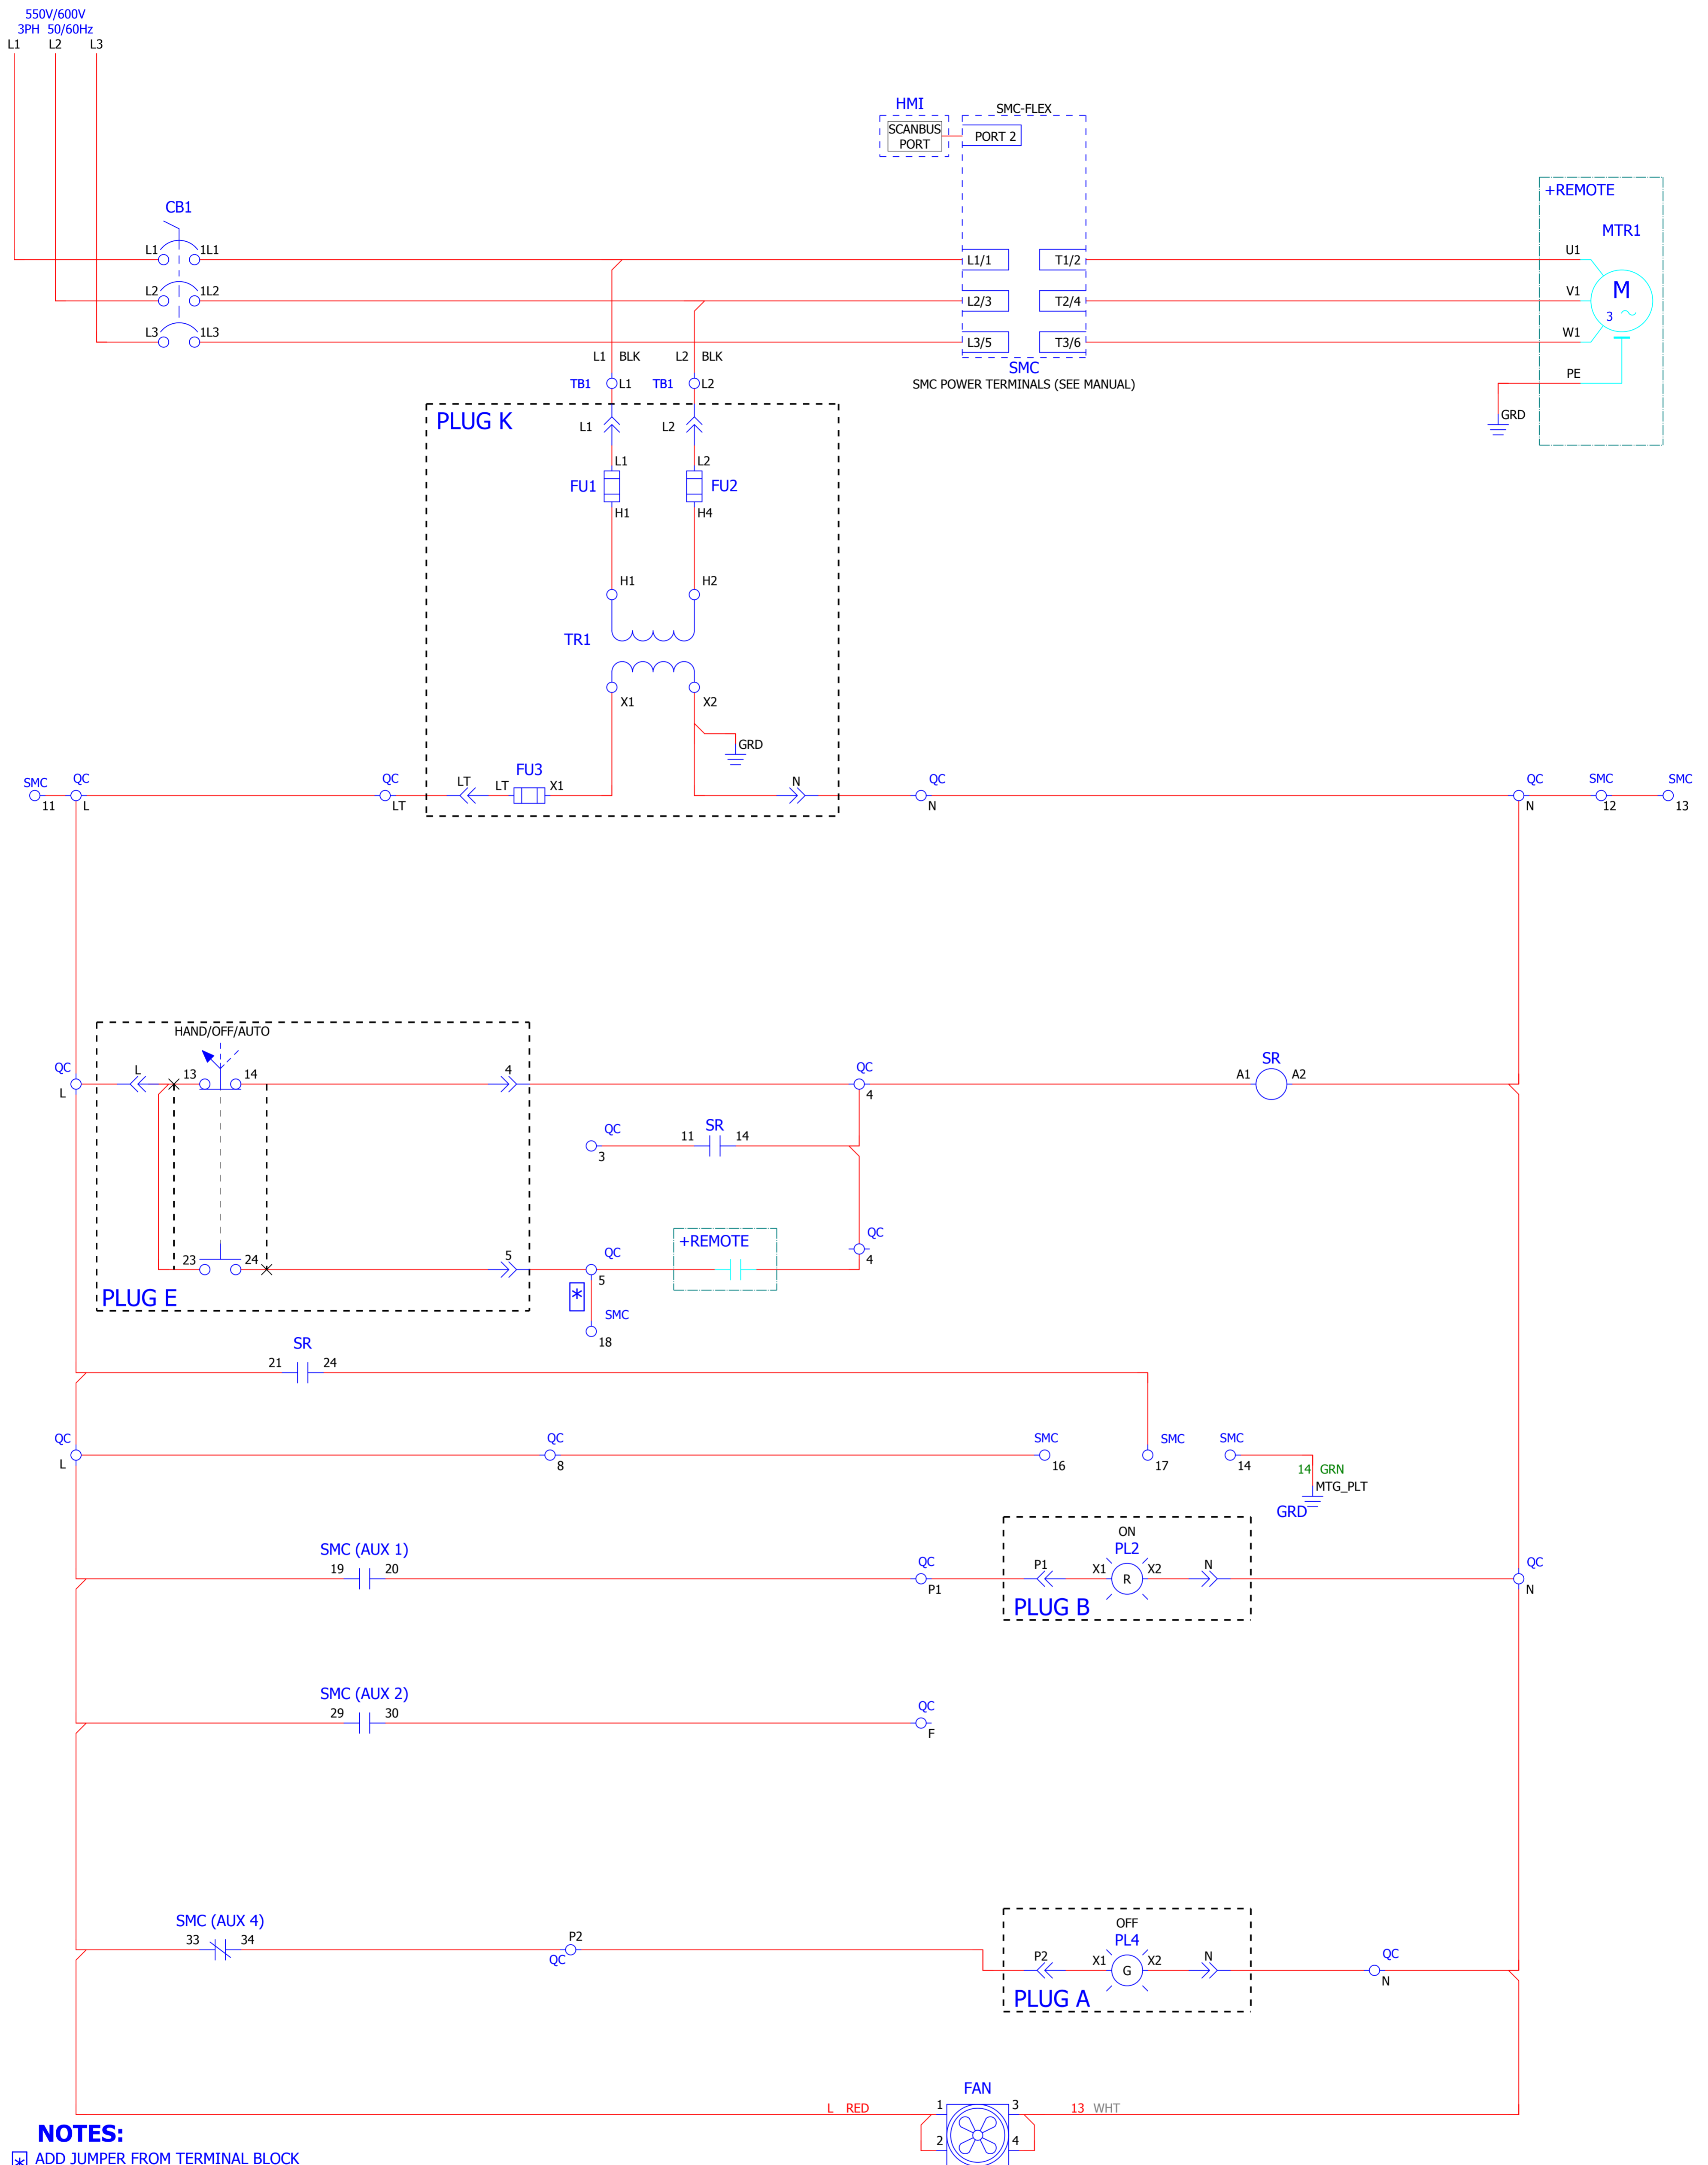 550V/600V
3PH 50/60Hz
L1 L2 L3
HMI
SCANBUS
PORT
SMC-FLEX
PORT 2
+REMOTE
MTR1
CB1
L1 1L1
L2 1L2
L3 1L3
L1/1 T1/2
L2/3 T2/4
L3/5 T3/6
SMC
SMC POWER TERMINALS (SEE MANUAL)
U1
V1
W1
PE
M
3
GRD
L1 BLK L2 BLK
TB1 L1 TB1 L2
PLUG K
L1 L2
L1 L2
FU1 FU2
H1 H4
H1 H2
TR1
X1 X2
GRD
SMC QC QC LT LT FU3 X1 N QC QC SMC SMC
11 L LT N N 12 13
HAND/OFF/AUTO
QC L 13 14 4 QC SR
L 4 A1 A2
QC SR
3 11 14
23 24 5 QC +REMOTE QC
5 4
PLUG E
*
SMC
18
SR
21 24
QC QC SMC SMC SMC
L 8 16 17 14
14 GRN
MTG_PLT
GRD
SMC (AUX 1)
19 20
QC
P1
ON
PL2
P1 X1 R X2 N
PLUG B
QC
N
SMC (AUX 2)
29 30
QC
F
SMC (AUX 4)
33 34
P2
QC
OFF
PL4
P2 X1 G X2 N
PLUG A
QC
N
FAN
L RED 1 3 13 WHT
2 4
NOTES:
* ADD JUMPER FROM TERMINAL BLOCK